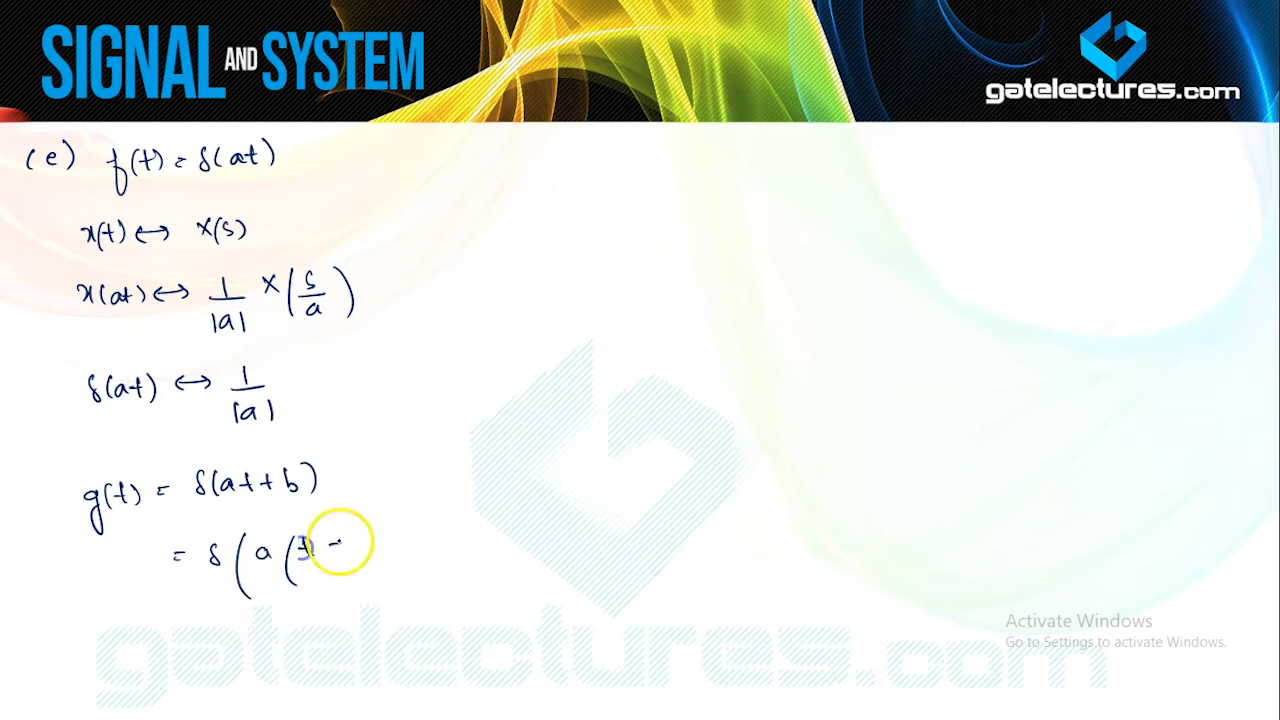 SIGNAL AND SYSTEM
gatelectures.com
(e) f(t) = δ(at)
x(t) ↔ X(s)
x(at) ↔ 1/|a| X(s/a)
δ(at) ↔ 1/|a|
g(t) = δ(at+b)
= δ(a(t
gatelectures.com
Activate Windows
Go to Settings to activate Windows.